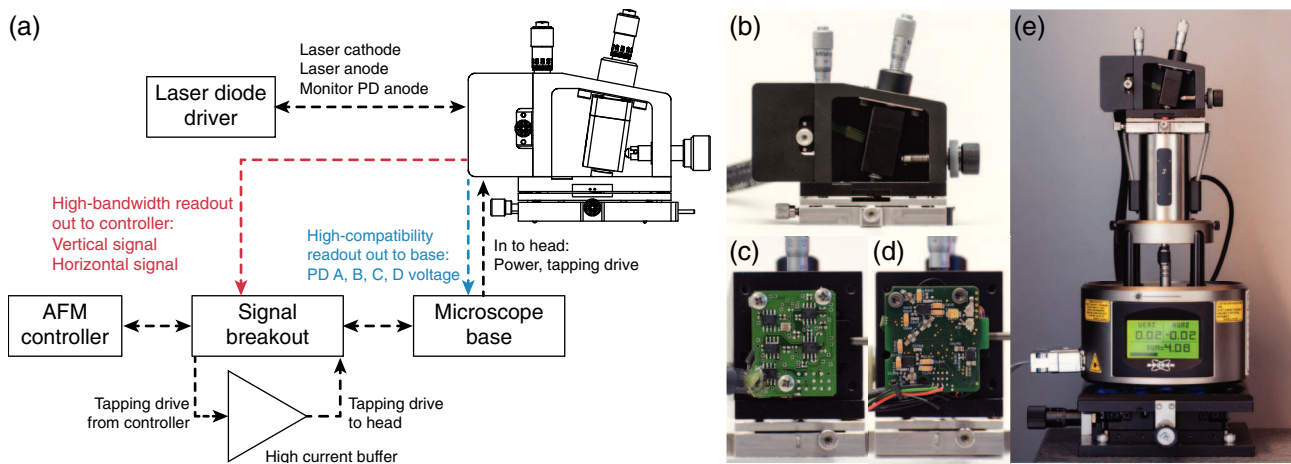 (a)
Laser cathode
Laser anode
Monitor PD anode
Laser diode
driver
High-bandwidth readout
out to controller:
Vertical signal
Horizontal signal
High-compatibility
readout out to base:
PD A, B, C, D voltage
In to head:
Power, tapping drive
AFM
controller
Signal
breakout
Microscope
base
Tapping drive
from controller
Tapping drive
to head
High current buffer
(b)
(c)
(d)
(e)
VERT HORZ
0.02 -0.02
SUM=4.08